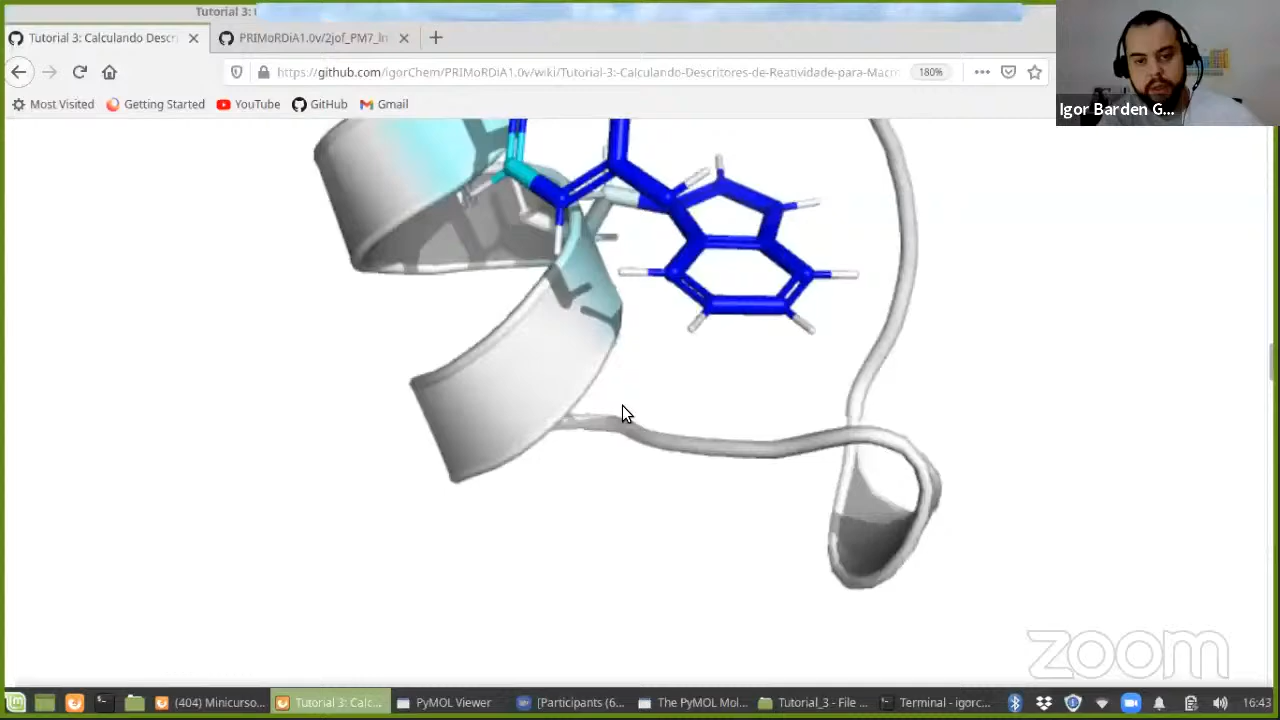 Tutorial 3:
Tutorial 3: Calculando Descr
PRIMoRDiA1.0v/2jof_PM7_ln
https://github.com/igorChem/PRIMoRDiA1.0v/wiki/Tutorial-3:-Calculando-Descritores-de-Reatividade-para-Macr
180%
Most Visited
Getting Started
YouTube
GitHub
Gmail
Igor Barden G...
zoom
(404) Minicurso...
Tutorial 3: Calc...
PyMOL Viewer
[Participants (6...
The PyMOL Mol...
Tutorial_3 - File ...
Terminal - igorc...
16:43